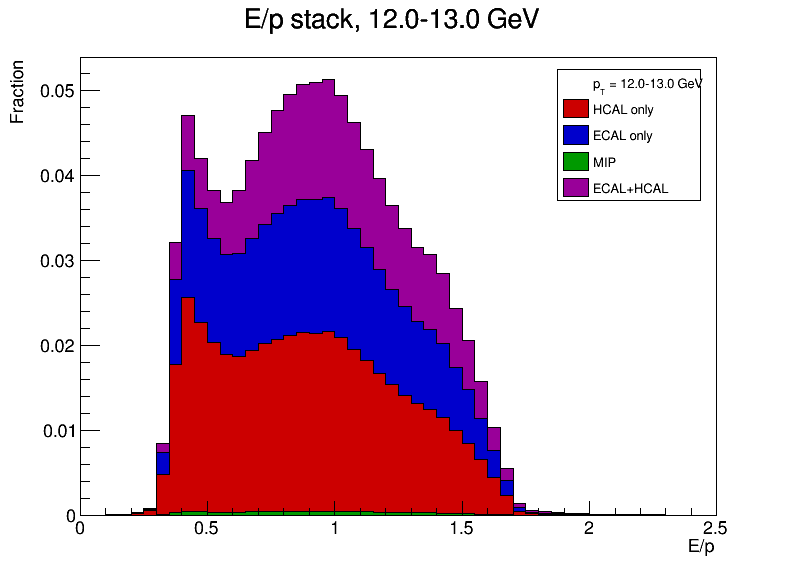 E/p stack, 12.0-13.0 GeV
Fraction
0.05
0.04
0.03
0.02
0.01
0
p_T = 12.0-13.0 GeV
HCAL only
ECAL only
MIP
ECAL+HCAL
0 0.5 1 1.5 2 2.5
E/p